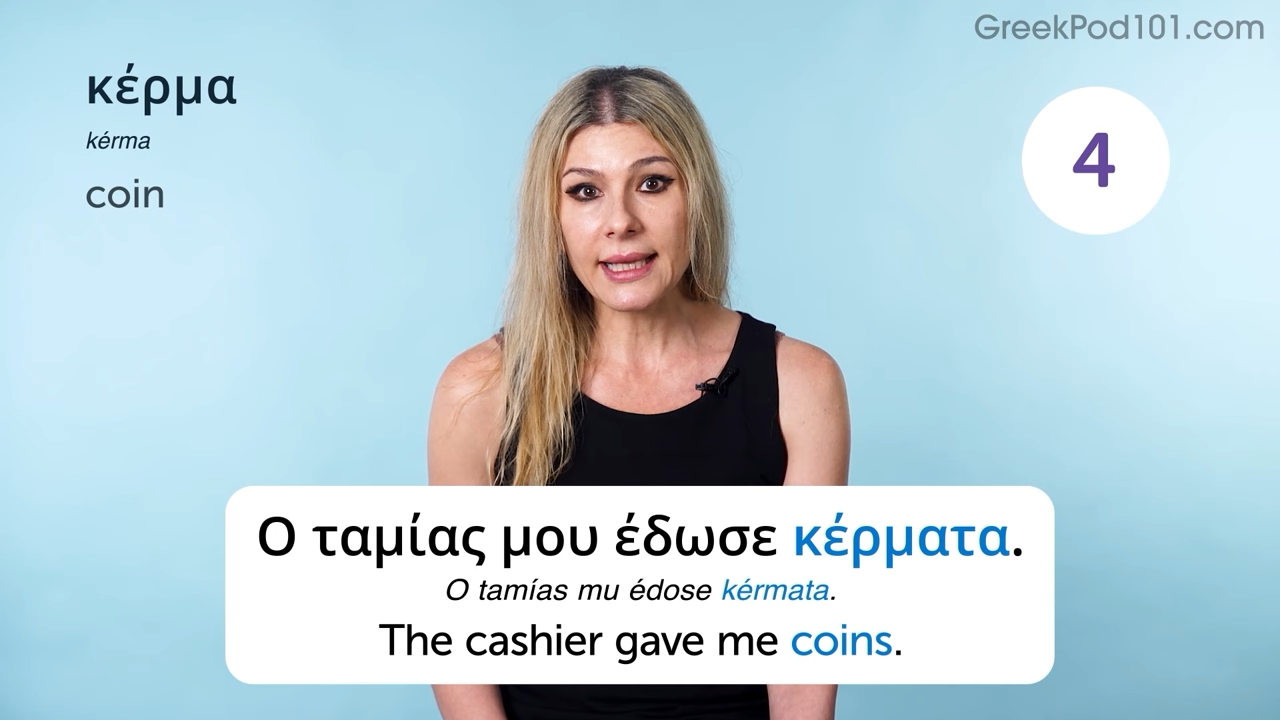 GreekPod101.com
κέρμα
kérma
coin
4
Ο ταμίας μου έδωσε κέρματα.
O tamías mu édose kérmata.
The cashier gave me coins.